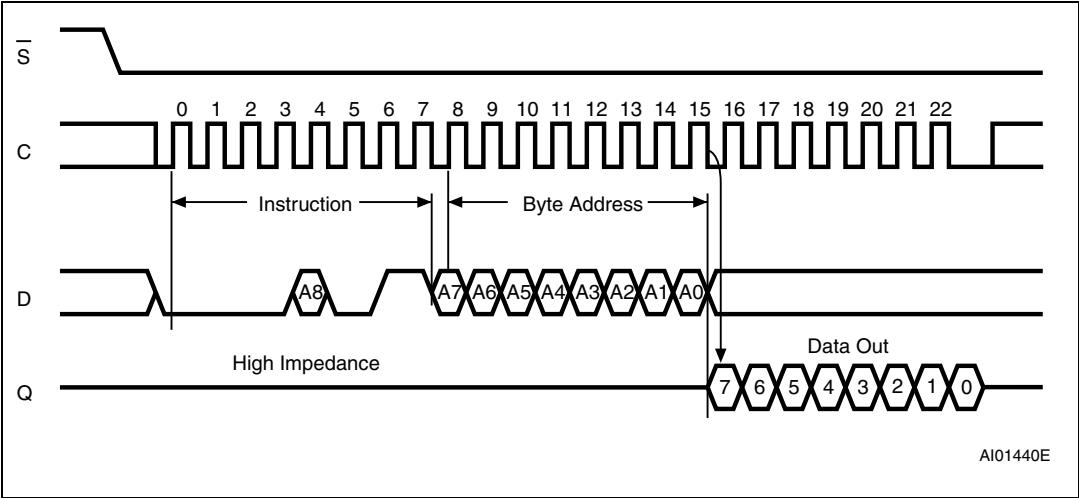 S
0 1 2 3 4 5 6 7 8 9 10 11 12 13 14 15 16 17 18 19 20 21 22
C
Instruction Byte Address
D A8 A7 A6 A5 A4 A3 A2 A1 A0
High Impedance Data Out
Q 7 6 5 4 3 2 1 0
AI01440E